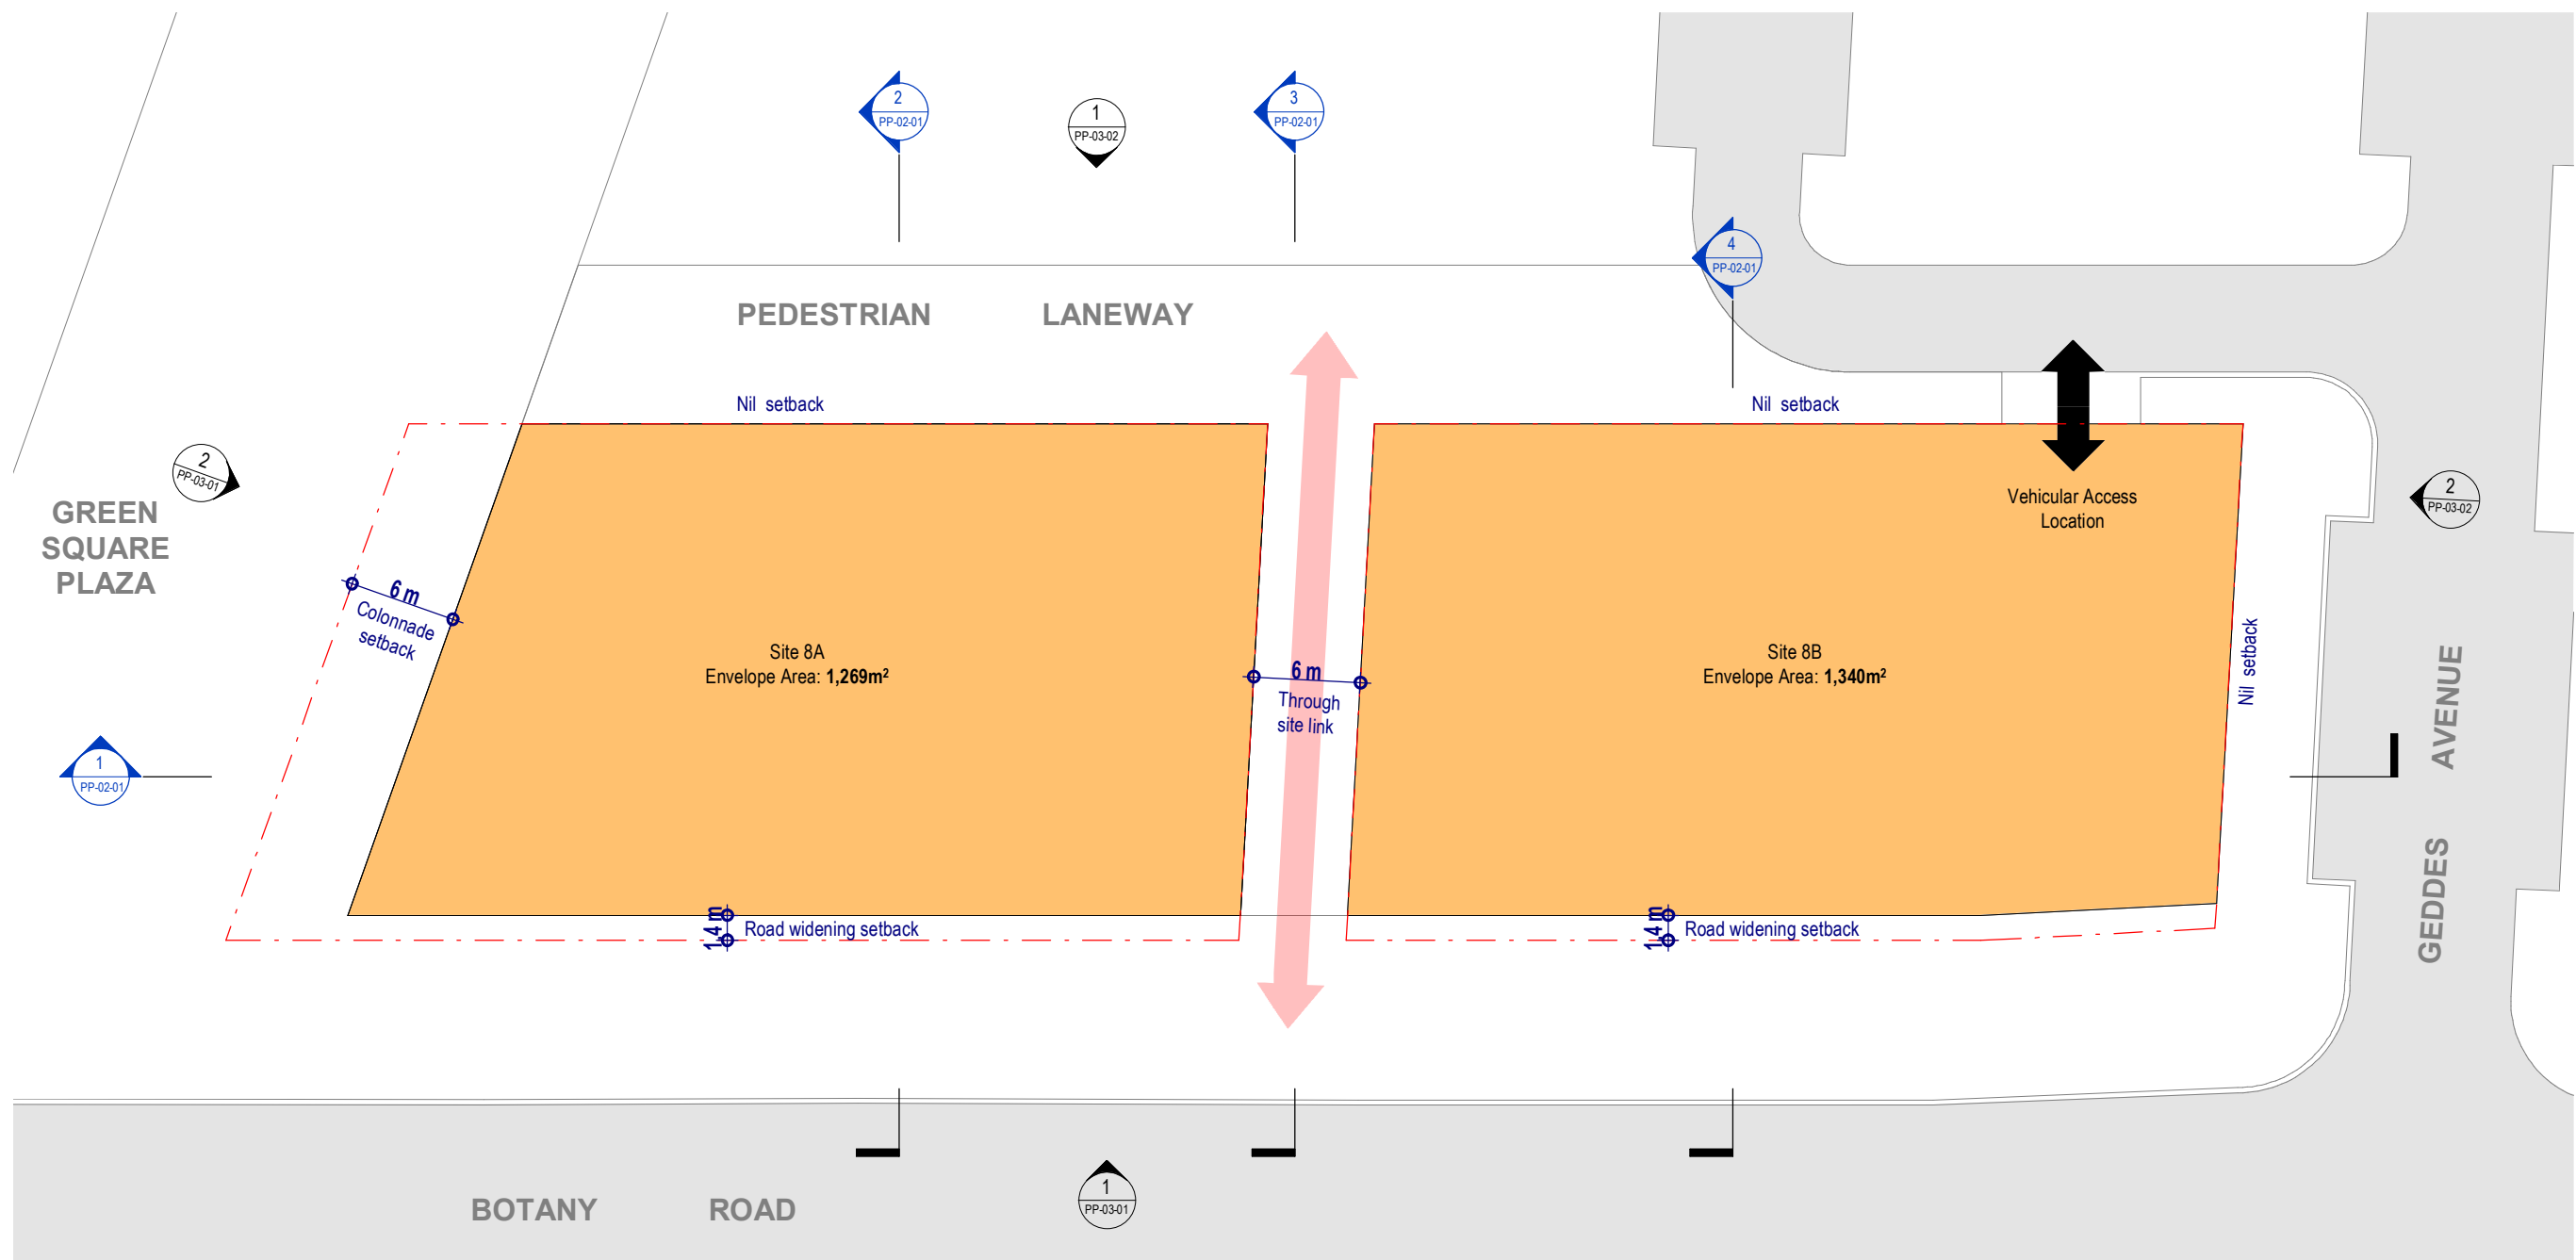 2
PP-02-01
1
PP-03-02
3
PP-02-01
4
PP-02-01
PEDESTRIAN LANEWAY
Nil setback
Nil setback
2
PP-03-01
GREEN
SQUARE
PLAZA
6 m
Colonnade
setback
Vehicular Access
Location
2
PP-03-02
Site 8A
Envelope Area: 1,269m²
6 m
Through
site link
Site 8B
Envelope Area: 1,340m²
Nil setback
GEDDES AVENUE
1
PP-02-01
1.4 m
Road widening setback
1.4 m
Road widening setback
BOTANY ROAD
1
PP-03-01